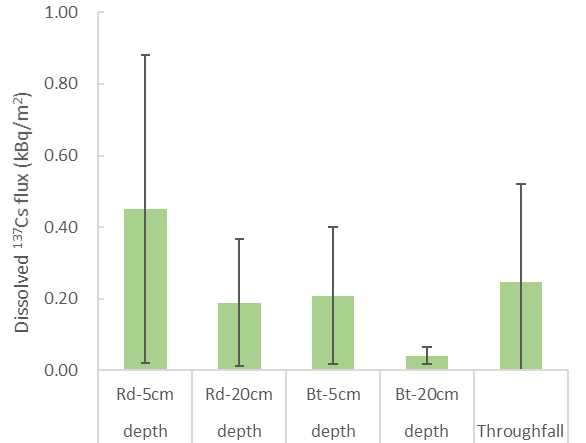 Dissolved ¹³⁷Cs flux (kBq/m²)
1.00
0.80
0.60
0.40
0.20
0.00
Rd-5cm Rd-20cm Bt-5cm Bt-20cm
depth depth depth depth Throughfall